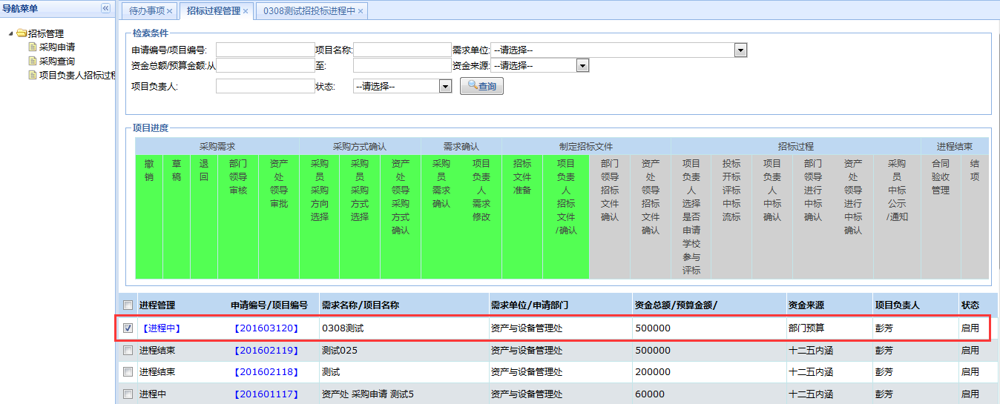 导航菜单
招标管理
采购申请
采购查询
项目负责人招标过程
待办事项
招标过程管理
0308测试招投标进程中
检索条件
申请编号/项目编号:
项目名称:
需求单位:
--请选择--
资金总额/预算金额:从
至:
资金来源:
--请选择--
项目负责人:
状态:
--请选择--
查询
项目进度
采购需求
采购方式确认
需求确认
制定招标文件
招标过程
进程结束
撤
销
草
稿
退
回
部门
领导
审核
资产
处
领导
审批
采购
员
采购
方向
选择
采购
员
采购
方式
选择
资产
处
领导
采购
方式
确认
采购
员
需求
确认
项目
负责
人
需求
修改
招标
文件
准备
项目
负责
人
招标
文件
/确认
部门
领导
招标
文件
确认
资产
处
领导
招标
文件
确认
项目
负责
人
选择
是否
申请
学校
参与
评标
投标
开标
评标
中标
流标
项目
负责
人
中标
确认
部门
领导
进行
中标
确认
资产
处
领导
进行
中标
确认
采购
员
中标
公示
/通知
合同
验收
管理
结
项
进程管理 申请编号/项目编号 需求名称/项目名称 需求单位/申请部门 资金总额/预算金额/ 资金来源 项目负责人 状态
【进程中】 【201603120】 0308测试 资产与设备管理处 500000 部门预算 彭芳 启用
进程结束 【201602119】 测试025 资产与设备管理处 500000 十二五内涵 彭芳 启用
进程结束 【201602118】 测试 资产与设备管理处 200000 十二五内涵 彭芳 启用
进程中 【201601117】 资产处 采购申请 测试5 资产与设备管理处 60000 十二五内涵 彭芳 启用